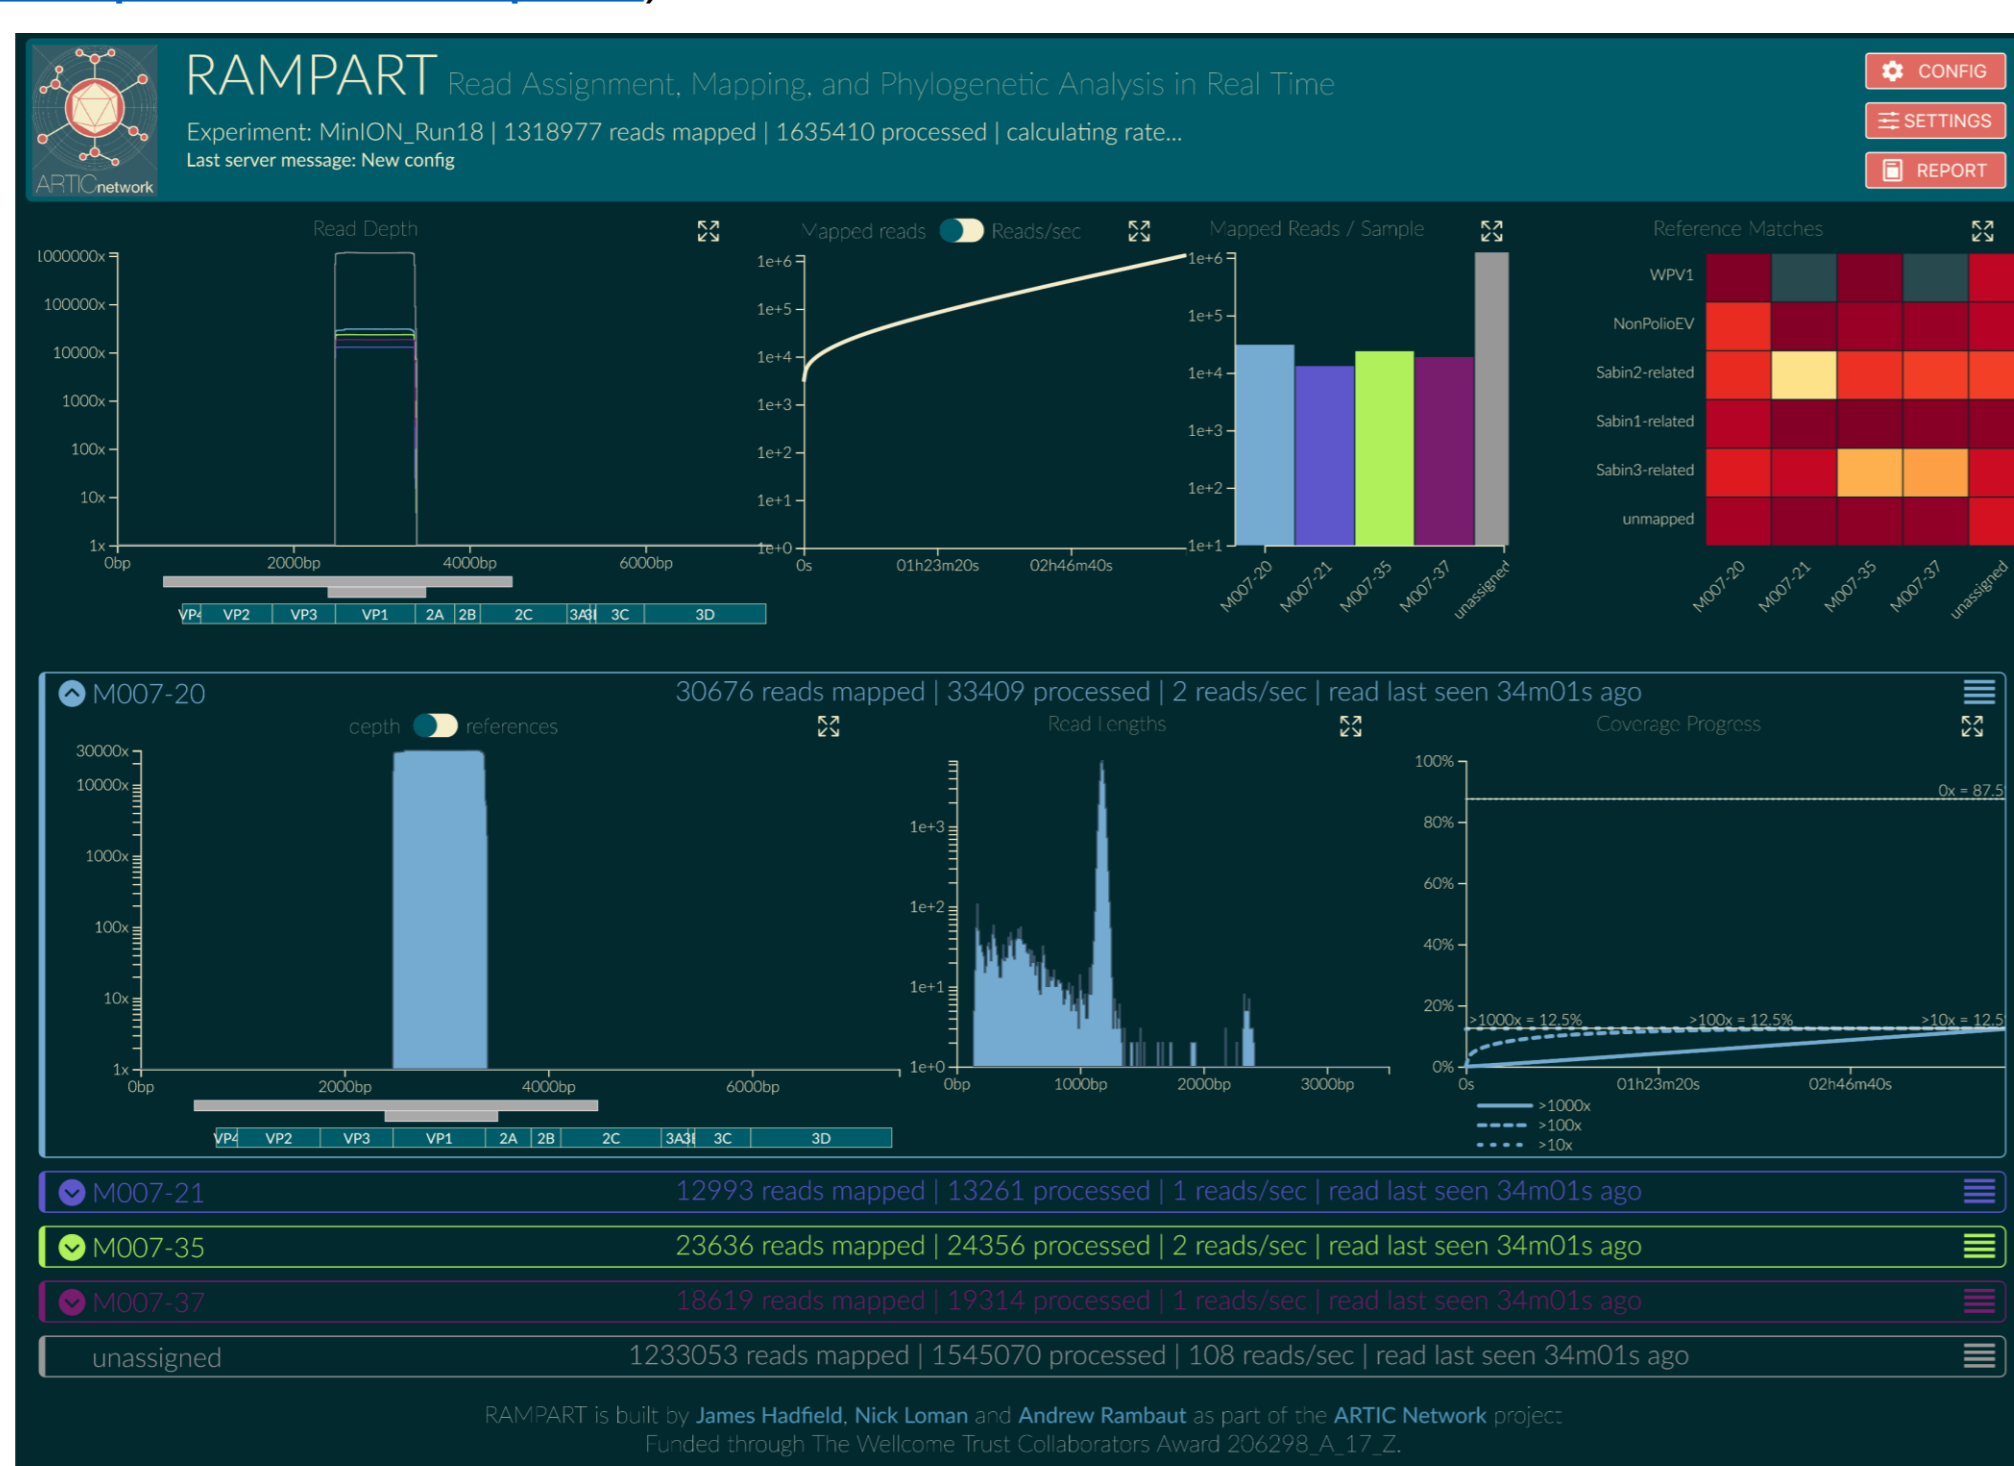 RAMPART Read Assignment, Mapping, and Phylogenetic Analysis in Real Time
Experiment: MinION_Run18 | 1318977 reads mapped | 1635410 processed | calculating rate...
Last server message: New config
ARTICnetwork
CONFIG
SETTINGS
REPORT
Read Depth
1000000x
100000x
10000x
1000x
100x
10x
1x
0bp 2000bp 4000bp 6000bp
VP4 VP2 VP3 VP1 2A 2B 2C 3A 3C 3D
Mapped reads Reads/sec
1e+6
1e+5
1e+4
1e+3
1e+2
1e+1
1e+0
0s 01h23m20s 02h46m40s
Mapped Reads / Sample
1e+6
1e+5
1e+4
1e+3
1e+2
1e+1
M007-20 M007-21 M007-35 M007-37 unassigned
Reference Matches
WPV1
NonPolioEV
Sabin2-related
Sabin1-related
Sabin3-related
unmapped
M007-20 M007-21 M007-35 M007-37 unassigned
M007-20 30676 reads mapped | 33409 processed | 2 reads/sec | read last seen 34m01s ago
depth references
30000x
10000x
1000x
100x
10x
1x
0bp 2000bp 4000bp 6000bp
VP4 VP2 VP3 VP1 2A 2B 2C 3A 3C 3D
Read Lengths
1e+3
1e+2
1e+1
1e+0
0bp 1000bp 2000bp 3000bp
Coverage Progress
100%
0x = 87.5
80%
60%
40%
20%
>1000x = 12.5% >100x = 12.5% >10x = 12.5
0%
0s 01h23m20s 02h46m40s
>1000x
>100x
>10x
M007-21 12993 reads mapped | 13261 processed | 1 reads/sec | read last seen 34m01s ago
M007-35 23636 reads mapped | 24356 processed | 2 reads/sec | read last seen 34m01s ago
M007-37 18619 reads mapped | 19314 processed | 1 reads/sec | read last seen 34m01s ago
unassigned 1233053 reads mapped | 1545070 processed | 108 reads/sec | read last seen 34m01s ago
RAMPART is built by James Hadfield, Nick Loman and Andrew Rambaut as part of the ARTIC Network project
Funded through The Wellcome Trust Collaborators Award 206298_A_17_Z.